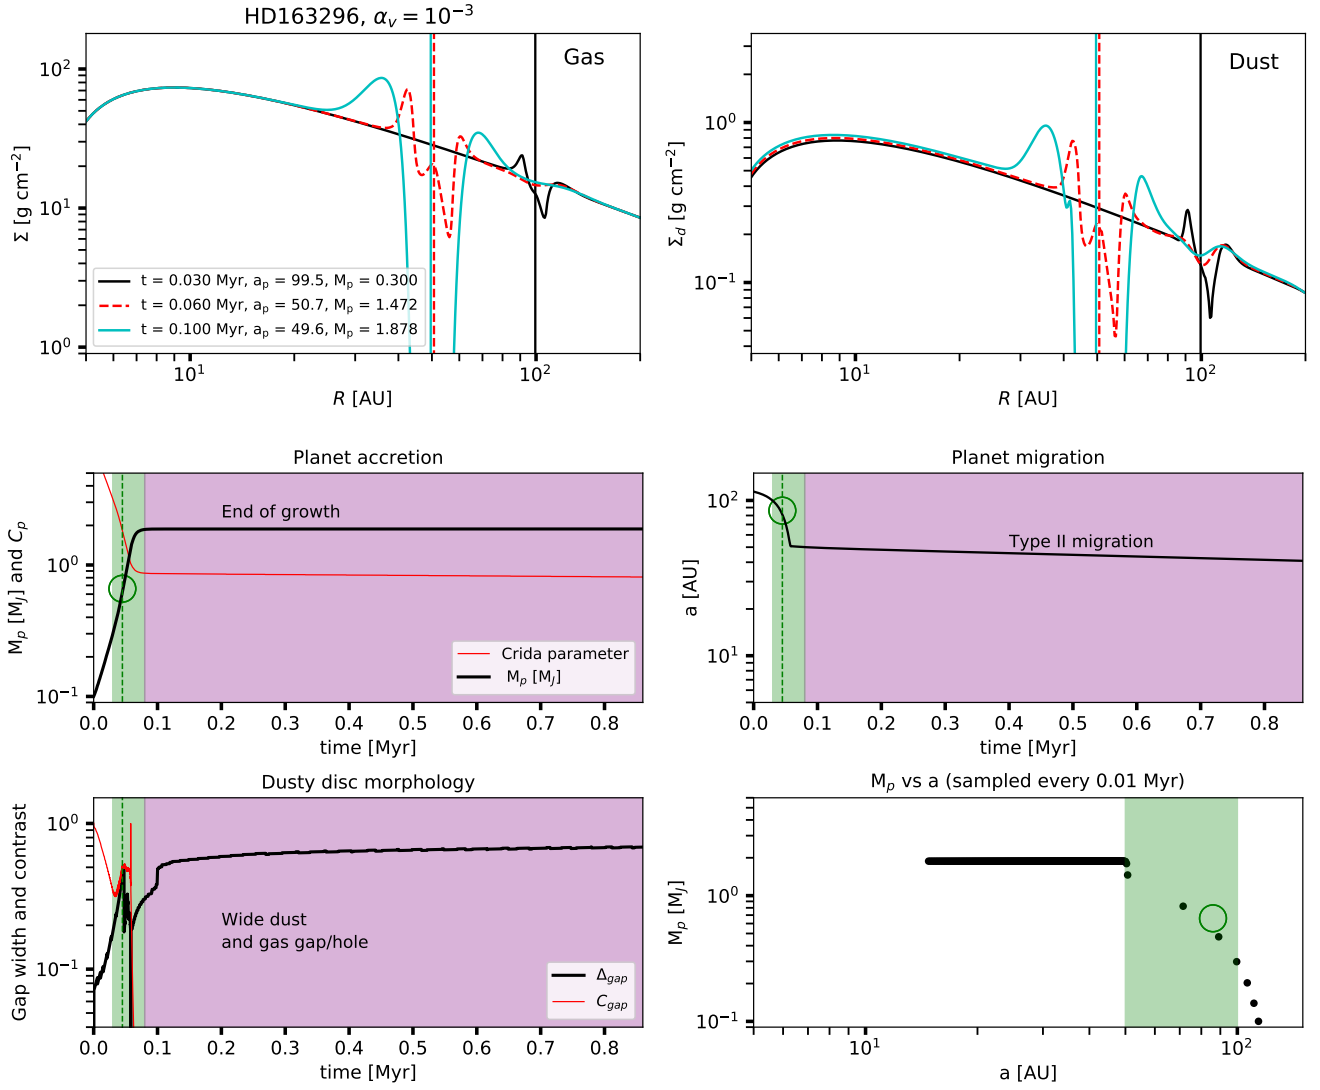 HD163296, αᵥ = 10⁻³
Gas
Σ [g cm⁻²]
10²
10¹
10⁰
t = 0.030 Myr, aₚ = 99.5, Mₚ = 0.300
t = 0.060 Myr, aₚ = 50.7, Mₚ = 1.472
t = 0.100 Myr, aₚ = 49.6, Mₚ = 1.878
10¹ 10²
R [AU]
Dust
Σ_d [g cm⁻²]
10⁰
10⁻¹
10¹ 10²
R [AU]
Planet accretion
Mₚ [M_J] and Cₚ
10⁰
10⁻¹
End of growth
Crida parameter
Mₚ [M_J]
0.0 0.1 0.2 0.3 0.4 0.5 0.6 0.7 0.8
time [Myr]
Planet migration
a [AU]
10²
10¹
Type II migration
0.0 0.1 0.2 0.3 0.4 0.5 0.6 0.7 0.8
time [Myr]
Dusty disc morphology
Gap width and contrast
10⁰
10⁻¹
Wide dust
and gas gap/hole
Δ_gap
C_gap
0.0 0.1 0.2 0.3 0.4 0.5 0.6 0.7 0.8
time [Myr]
Mₚ vs a (sampled every 0.01 Myr)
Mₚ [M_J]
10⁰
10⁻¹
10¹ 10²
a [AU]